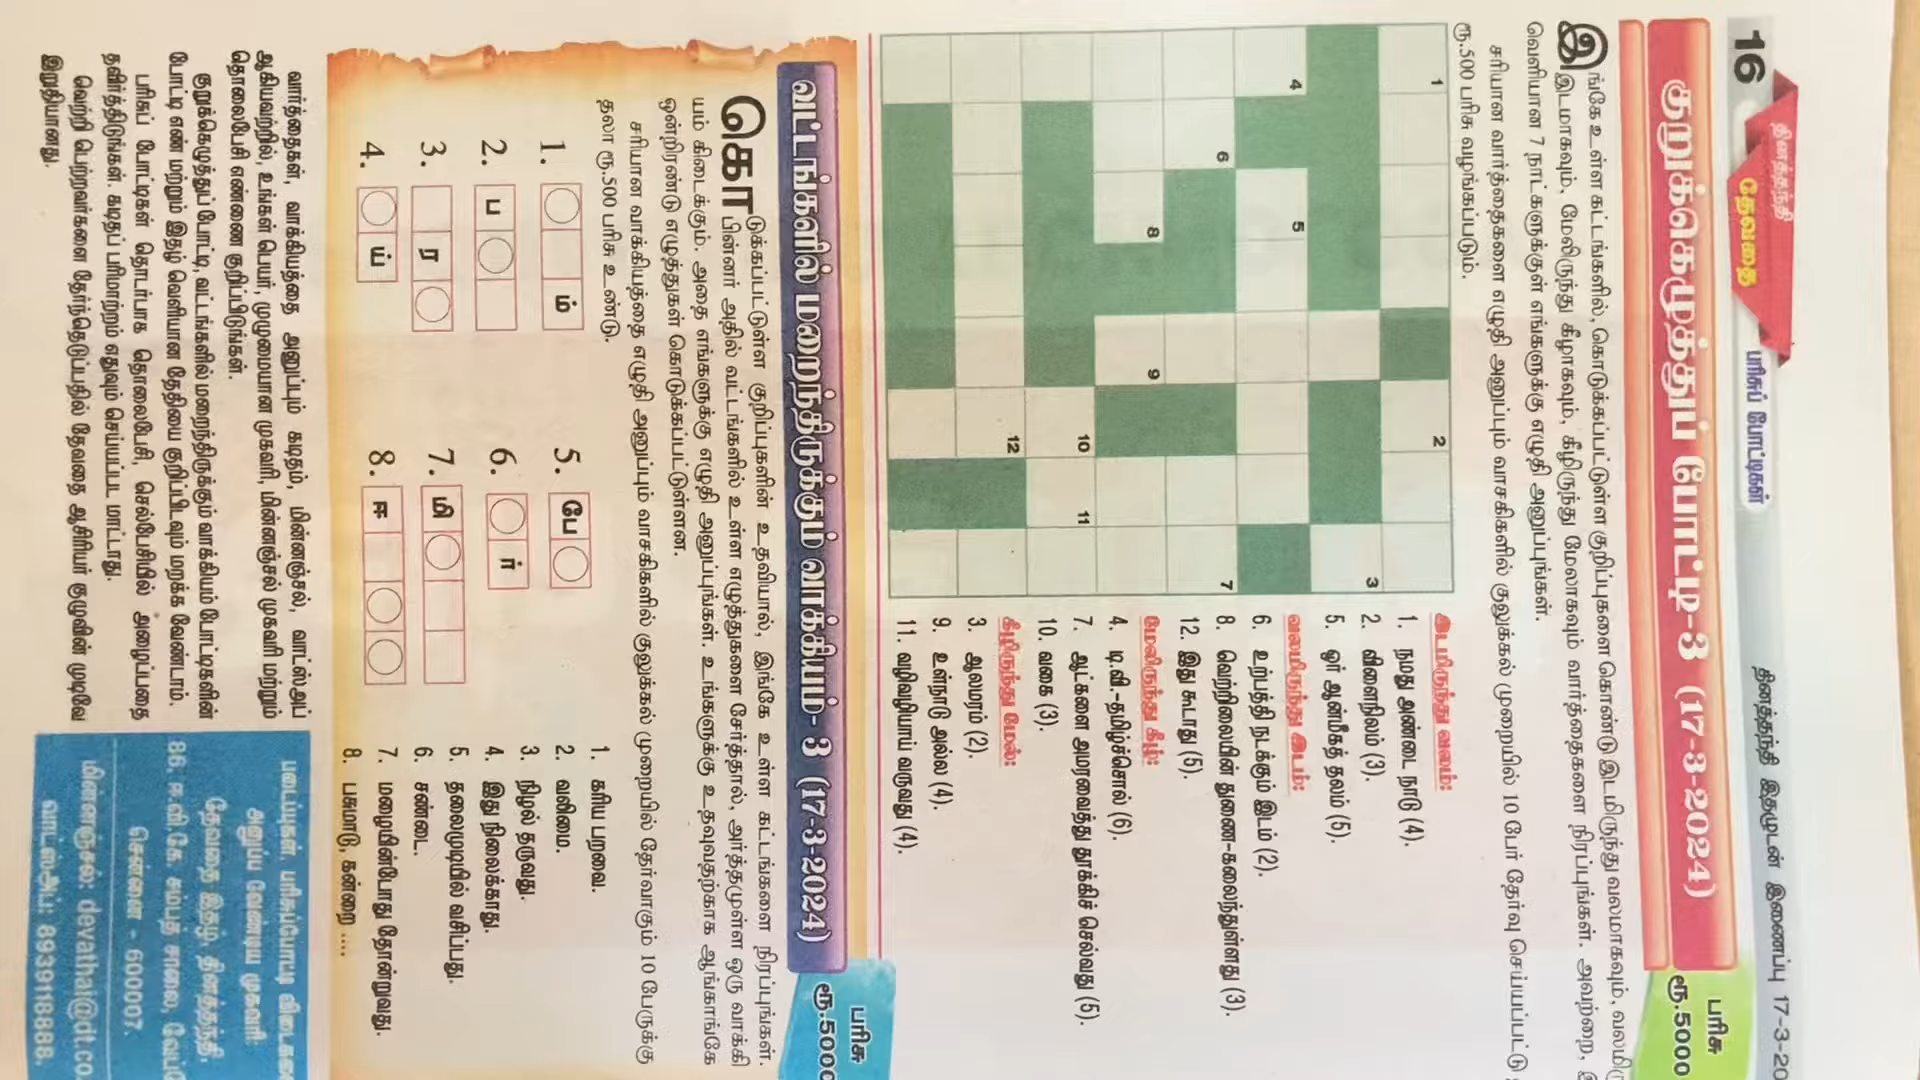 16
தினத்தந்தி
தேவதை
பரிசுப் போட்டிகள்
தினத்தந்தி இதழுடன் இணைப்பு 17-3-20
குறுக்கெழுத்துப் போட்டி-3 (17-3-2024)
பரிசு
ரூ.5000
இங்கே உள்ள கட்டங்களில், கொடுக்கப்பட்டுள்ள குறிப்புகளை கொண்டு இடமிருந்து வலமாகவும், வலமிரு
இடமாகவும், மேலிருந்து கீழாகவும், கீழிருந்து மேலாகவும் வார்த்தைகளை நிரப்புங்கள். அவற்றை,
வெளியான 7 நாட்களுக்குள் எங்களுக்கு எழுதி அனுப்புங்கள்.
சரியான வார்த்தைகளை எழுதி அனுப்பும் வாசகிகளில் குலுக்கல் முறையில் 10 பேர் தேர்வு செய்யப்பட்டு
ரூ.500 பரிசு வழங்கப்படும்.
1
2
3
4
5
6
7
8
9
10
11
12
இடமிருந்து வலம்:
1. நமது அண்டை நாடு (4).
2. விளைநிலம் (3).
5. ஓர் ஆன்மீகத் தலம் (5).
வலமிருந்து இடம்:
6. உற்பத்தி நடக்கும் இடம் (2).
8. வெற்றிலையின் துணை-கலைந்துள்ளது (3).
12. இது கூடாது (5).
மேலிருந்து கீழ்:
4. டி.வி.-தமிழ்ச்சொல் (6).
7. ஆட்களை அமரவைத்து தூக்கிச் செல்வது (5).
10. வகை (3).
கீழிருந்து மேல்:
3. ஆலமரம் (2).
9. உள்நாடு அல்ல (4).
11. வழிவழியாய் வருவது (4).
வட்டங்களில் மறைந்திருக்கும் வாக்கியம்- 3 (17-3-2024)
பரிசு
ரூ.5000
கொடுக்கப்பட்டுள்ள குறிப்புகளின் உதவியால், இங்கே உள்ள கட்டங்களை நிரப்புங்கள்.
பின்னர் அதில் வட்டங்களில் உள்ள எழுத்துகளை சேர்த்தால், அர்த்தமுள்ள ஒரு வாக்கி
யம் கிடைக்கும். அதை எங்களுக்கு எழுதி அனுப்புங்கள். உங்களுக்கு உதவுவதற்காக ஆங்காங்கே
ஒன்றிரண்டு எழுத்துகள் கொடுக்கப்பட்டுள்ளன.
சரியான வாக்கியத்தை எழுதி அனுப்பும் வாசகிகளில் குலுக்கல் முறையில் தேர்வாகும் 10 பேருக்கு
தலா ரூ.500 பரிசு உண்டு.
1. ம்
2. ப
3. ர
4. ய்
5. பே
6. ர்
7. மி
8. ஈ
1. கரிய பறவை.
2. வலிமை.
3. நிழல் தருவது.
4. இது நிலைக்காது.
5. தலைமுடியில் வசிப்பது.
6. சண்டை.
7. மழையின்போது தோன்றுவது.
8. பசுமாடு, கன்றை ....
வார்த்தைகள், வாக்கியத்தை அனுப்பும் கடிதம், மின்னஞ்சல், வாட்ஸ்அப்
ஆகியவற்றில், உங்கள் பெயர், முழுமையான முகவரி, மின்னஞ்சல் முகவரி மற்றும்
தொலைபேசி எண்ணை குறிப்பிடுங்கள்.
குறுக்கெழுத்துப் போட்டி, வட்டங்களில் மறைந்திருக்கும் வாக்கியம் போட்டிகளின்
போட்டி எண் மற்றும் இதழ் வெளியான தேதியை குறிப்பிடவும் மறக்க வேண்டாம்.
பரிசுப் போட்டிகள் தொடர்பாக தொலைபேசி, செல்பேசியில் அழைப்பதை
தவிர்த்திடுங்கள். கடிதப் பரிமாற்றம் எதுவும் செய்யப்பட மாட்டாது.
வெற்றி பெற்றவர்களை தேர்ந்தெடுப்பதில் தேவதை ஆசிரியர் குழுவின் முடிவே
இறுதியானது.
படைப்புகள், பரிசுப்போட்டி விடைகளை
அனுப்ப வேண்டிய முகவரி:
தேவதை இதழ், தினத்தந்தி,
86, ஈ.வி.கே. சம்பத் சாலை, வேப்
சென்னை - 600007.
மின்னஞ்சல்: devathai@dt.co.
வாட்ஸ்அப்: 8939118888.